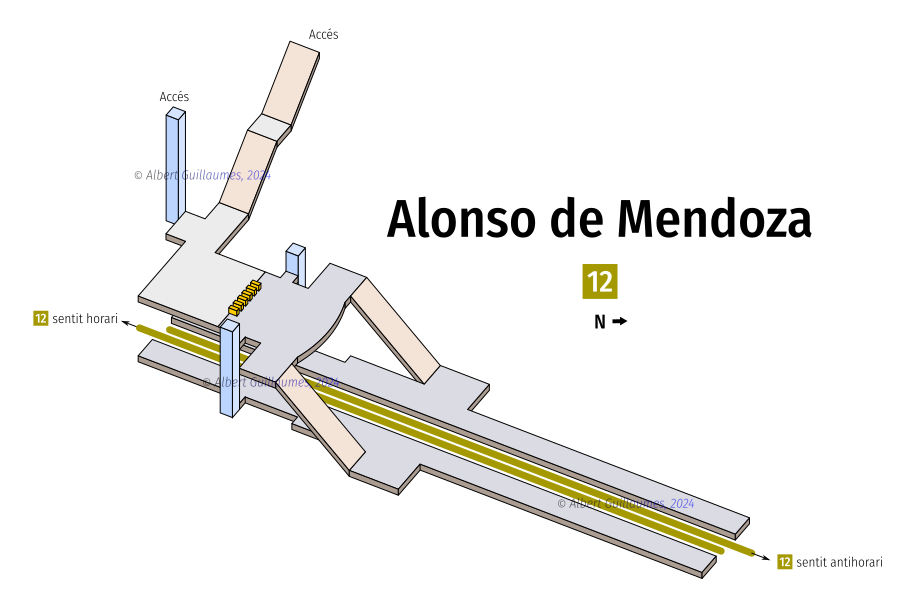 Accés
Accés
© Albert Guillaumes, 2024
Alonso de Mendoza
12
N
12 sentit horari
© Albert Guillaumes, 2024
© Albert Guillaumes, 2024
12 sentit antihorari